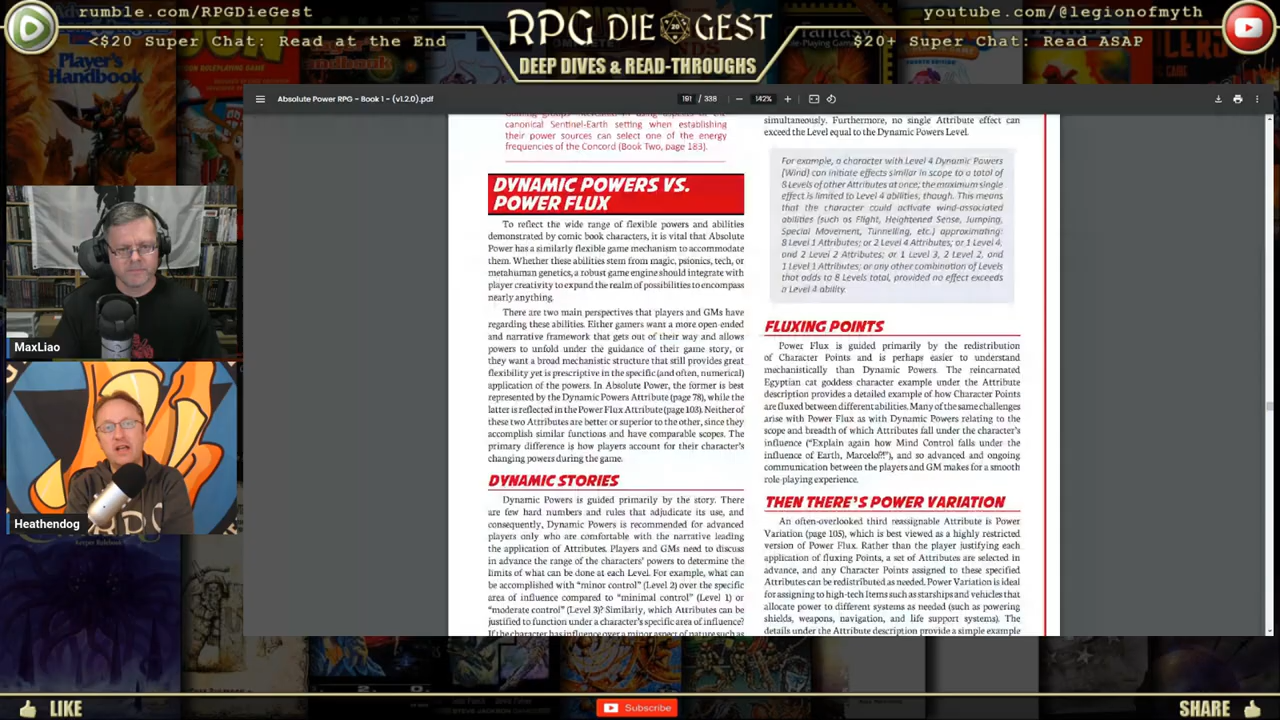 rumble.com/RPGDieGest
<$20 Super Chat: Read at the End
RPG DIE GEST
DEEP DIVES & READ-THROUGHS
youtube.com/@legionofmyth
$20+ Super Chat: Read ASAP
Player's
Handbook
Absolute Power RPG - Book 1 - (v1.2.0).pdf
191 / 338
142%
canonical Sentinel-Earth setting when establishing
their power sources can select one of the energy
frequencies of the Concord (Book Two, page 183).
DYNAMIC POWERS VS.
POWER FLUX
To reflect the wide range of flexible powers and abilities
demonstrated by comic book characters, it is vital that Absolute
Power has a similarly flexible game mechanism to accommodate
them. Whether these abilities stem from magic, psionics, tech, or
metahuman genetics, a robust game engine should integrate with
player creativity to expand the realm of possibilities to encompass
nearly anything.
There are two main perspectives that players and GMs have
regarding these abilities. Either gamers want a more open-ended
and narrative framework that gets out of their way and allows
powers to unfold under the guidance of their game story, or
they want a broad mechanistic structure that still provides great
flexibility yet is prescriptive in the specific (and often, numerical)
application of the powers. In Absolute Power, the former is best
represented by the Dynamic Powers Attribute (page 78), while the
latter is reflected in the Power Flux Attribute (page 103). Neither of
these two Attributes are better or superior to the other, since they
accomplish similar functions and have comparable scopes. The
primary difference is how players account for their character's
changing powers during the game.
DYNAMIC STORIES
Dynamic Powers is guided primarily by the story. There
are few hard numbers and rules that adjudicate its use, and
consequently, Dynamic Powers is recommended for advanced
players only who are comfortable with the narrative leading
the application of Attributes. Players and GMs need to discuss
in advance the range of the characters' powers to determine the
limits of what can be done at each Level. For example, what can
be accomplished with "minor control" (Level 2) over the specific
area of influence compared to "minimal control" (Level 1) or
"moderate control" (Level 3)? Similarly, which Attributes can be
justified to function under a character's specific area of influence?
If the character has influence over a minor aspect of nature such as
simultaneously. Furthermore, no single Attribute effect can
exceed the Level equal to the Dynamic Powers Level.
For example, a character with Level 4 Dynamic Powers
(Wind) can initiate effects similar in scope to a total of
8 Levels of other Attributes at once; the maximum single
effect is limited to Level 4 abilities, though. This means
that the character could activate wind-associated
abilities (such as Flight, Heightened Sense, Jumping,
Special Movement, Tunnelling, etc.) approximating:
8 Level 1 Attributes; or 2 Level 4 Attributes; or 1 Level 4,
and 2 Level 2 Attributes; or 1 Level 3, 2 Level 2, and
1 Level 1 Attributes; or any other combination of Levels
that adds to 8 Levels total, provided no effect exceeds
a Level 4 ability.
FLUXING POINTS
Power Flux is guided primarily by the redistribution
of Character Points and is perhaps easier to understand
mechanistically than Dynamic Powers. The reincarnated
Egyptian cat goddess character example under the Attribute
description provides a detailed example of how Character Points
are fluxed between different abilities. Many of the same challenges
arise with Power Flux as with Dynamic Powers relating to the
scope and breadth of which Attributes fall under the character's
influence ("Explain again how Mind Control falls under the
influence of Earth, Marcelo?!"), and so advanced and ongoing
communication between the players and GM makes for a smooth
role-playing experience.
THEN THERE'S POWER VARIATION
An often-overlooked third reassignable Attribute is Power
Variation (page 105), which is best viewed as a highly restricted
version of Power Flux. Rather than the player justifying each
application of fluxing Points, a set of Attributes are selected in
advance, and any Character Points assigned to these specified
Attributes can be redistributed as needed. Power Variation is ideal
for assigning to high-tech Items such as starships and vehicles that
allocate power to different systems as needed (such as powering
shields, weapons, navigation, and life support systems). The
details under the Attribute description provide a simple example
MaxLiao
Heathendog
LIKE
Subscribe
SHARE